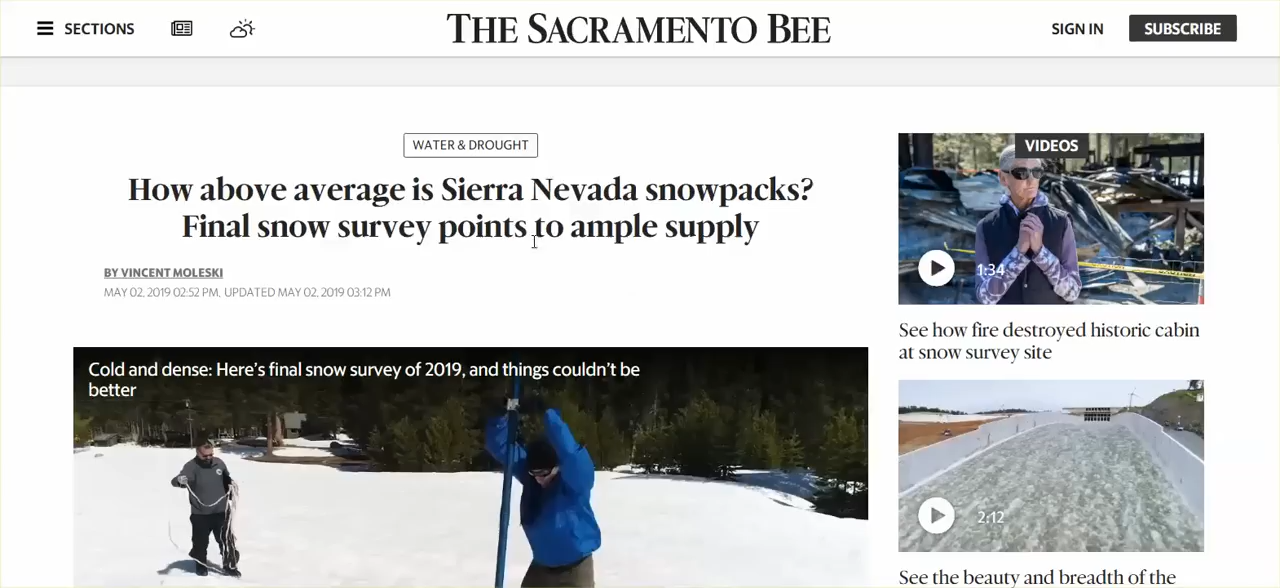 SECTIONS
THE SACRAMENTO BEE
SIGN IN
SUBSCRIBE
WATER & DROUGHT
How above average is Sierra Nevada snowpacks?
Final snow survey points to ample supply
BY VINCENT MOLESKI
MAY 02, 2019 02:52 PM, UPDATED MAY 02, 2019 03:12 PM
Cold and dense: Here's final snow survey of 2019, and things couldn't be
better
VIDEOS
1:34
See how fire destroyed historic cabin
at snow survey site
2:12
See the beauty and breadth of the